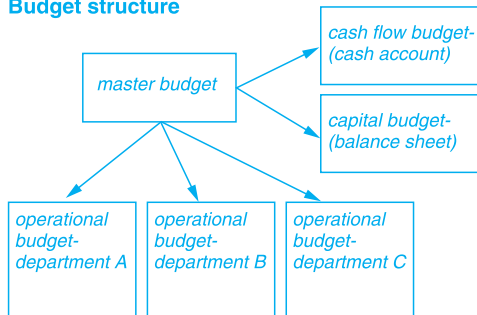 Budget structure
cash flow budget-
(cash account)
master budget
capital budget-
(balance sheet)
operational
budget-
department A
operational
budget-
department B
operational
budget-
department C